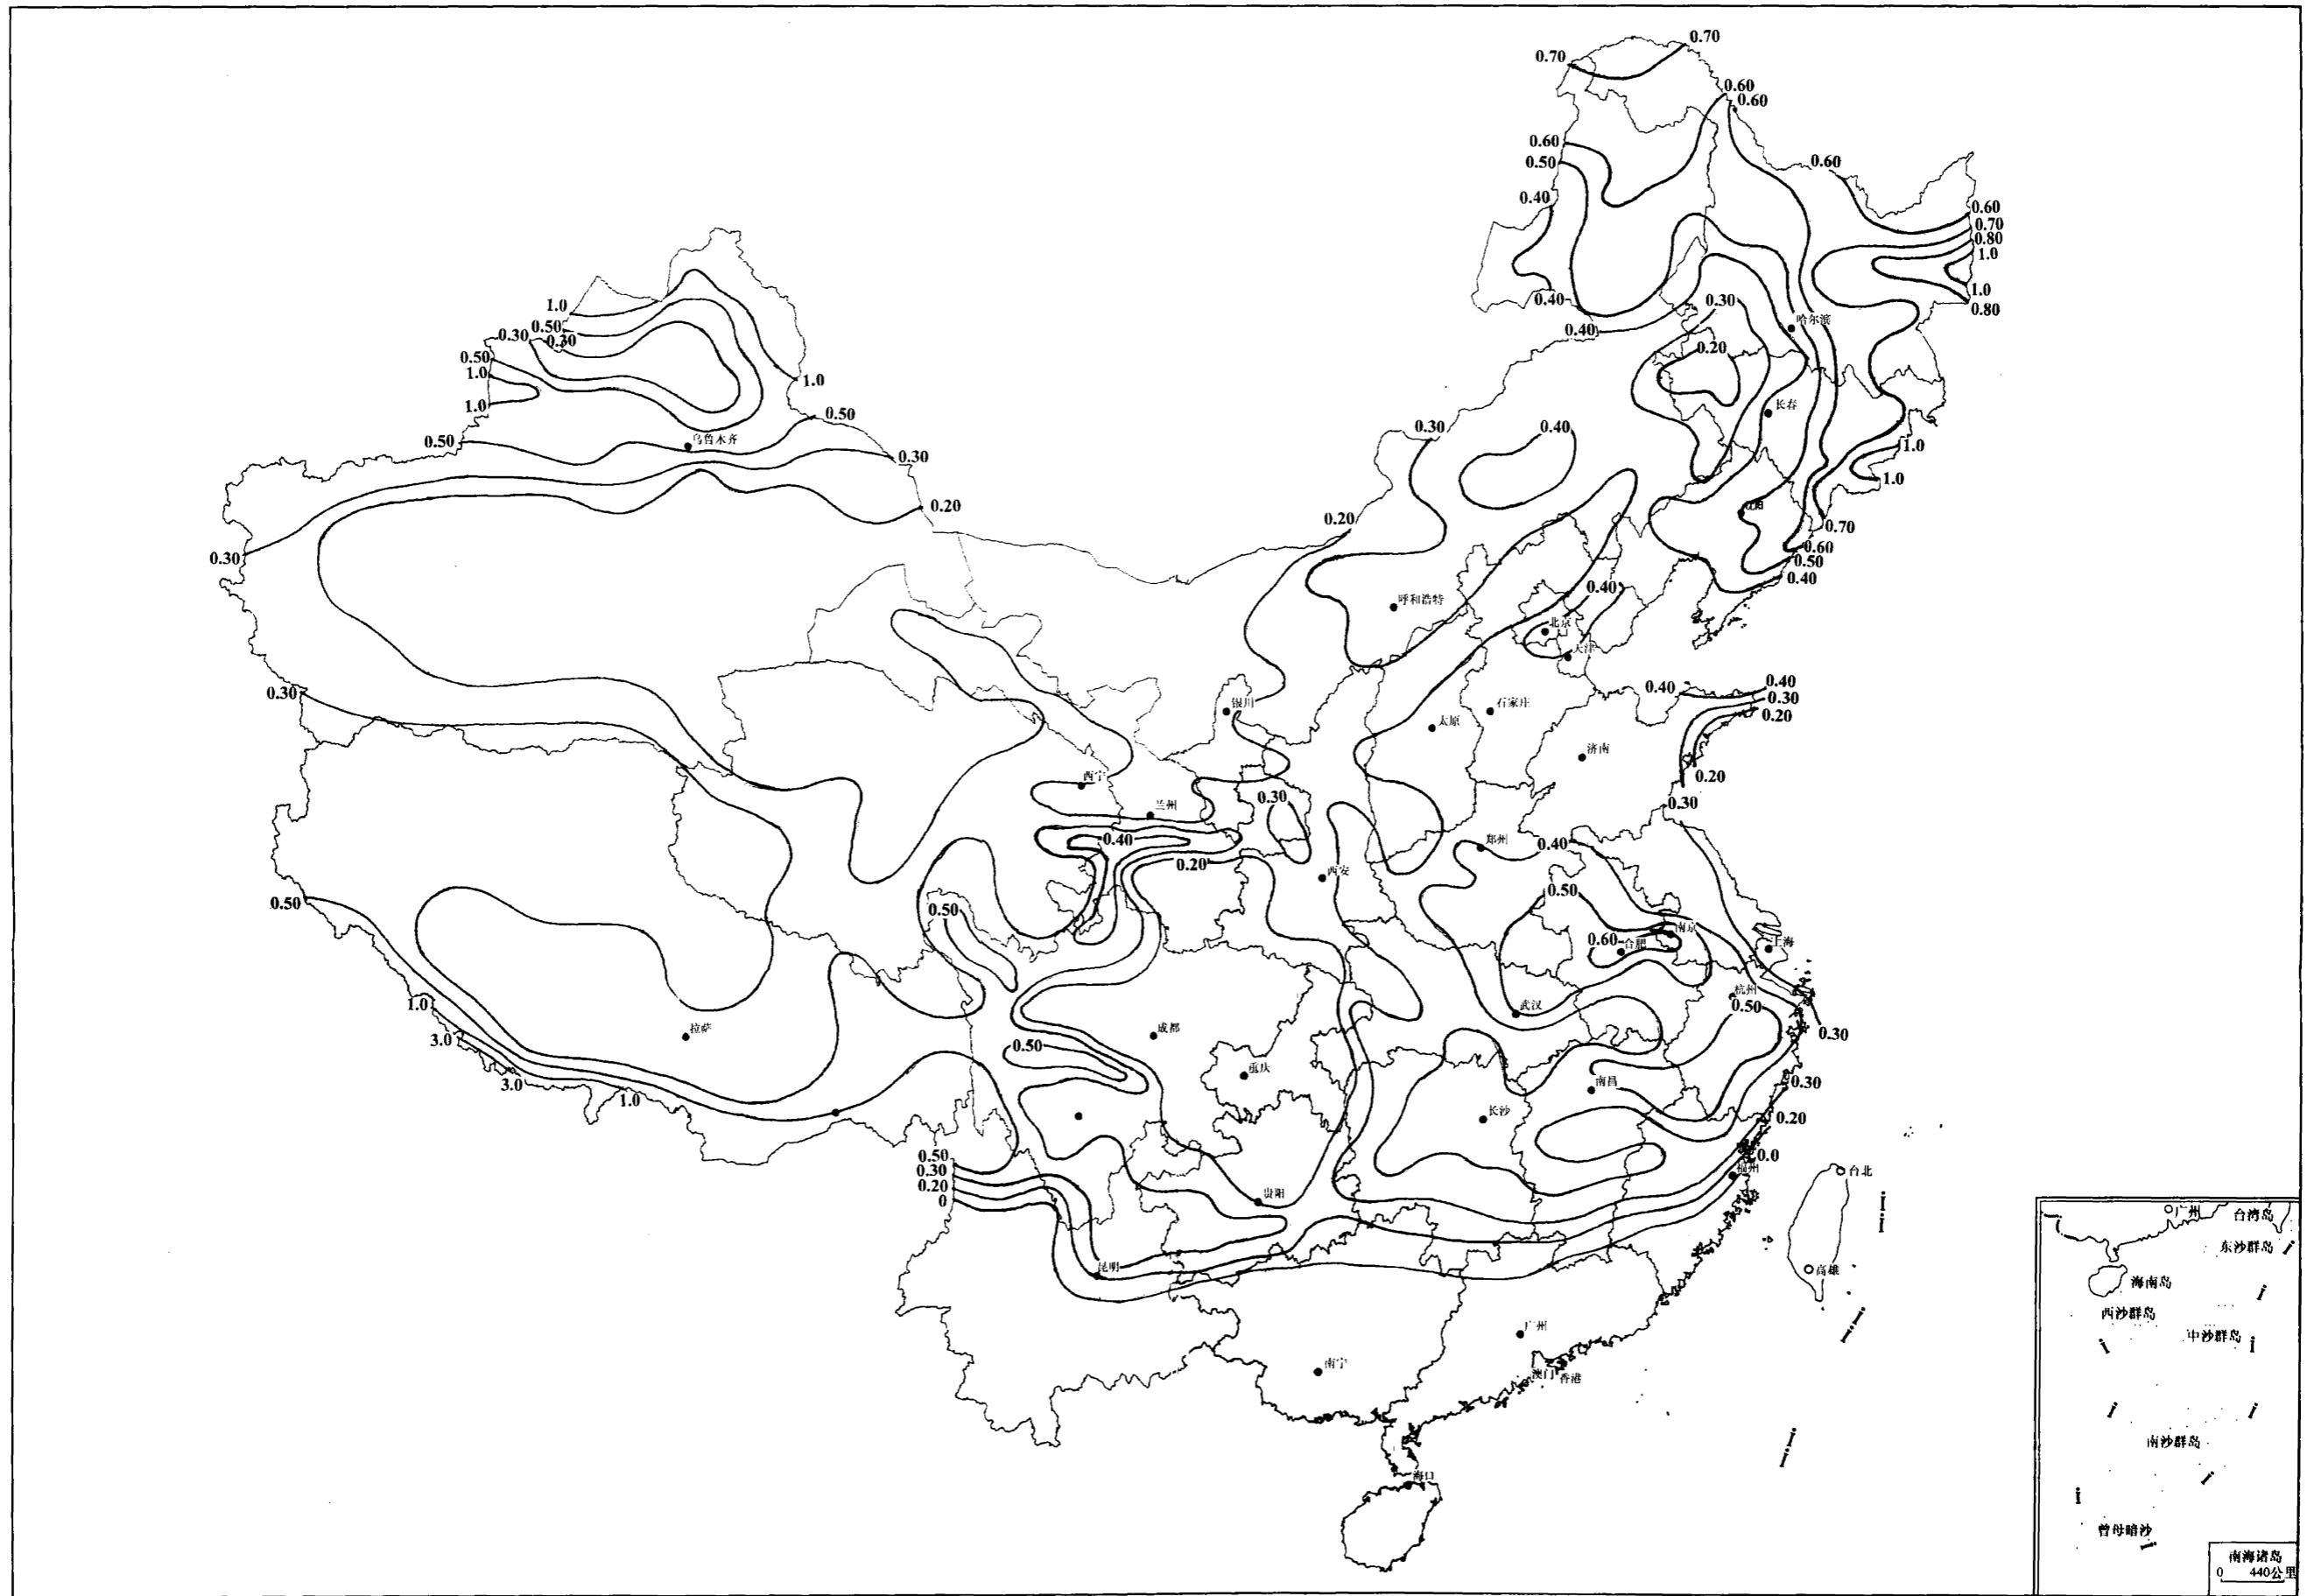 0.70
0.70
0.60
0.60
0.60
0.60
0.50
0.40
0.60
0.70
0.80
1.0
1.0
0.80
0.40
0.30
0.40
哈尔滨
0.20
1.0
0.50
0.30
0.30
0.50
1.0
1.0
1.0
0.50
0.50
乌鲁木齐
0.30
0.20
0.30
0.30
长春
0.30
0.40
1.0
1.0
0.20
沈阳
0.70
0.60
0.50
0.40
呼和浩特
0.40
北京
天津
银川
石家庄
太原
济南
0.40
0.40
0.30
0.20
0.20
0.30
西宁
兰州
0.30
0.40
0.20
西安
郑州
0.40
0.50
0.50
0.50
0.60
合肥
南京
上海
杭州
0.50
武汉
0.30
1.0
3.0
3.0
1.0
拉萨
成都
0.50
重庆
南昌
长沙
0.30
0.20
0.0
福州
台北
0.50
0.30
0.20
0
贵阳
昆明
高雄
广州
南宁
澳门
香港
海口
广州
台湾岛
东沙群岛
海南岛
西沙群岛
中沙群岛
南沙群岛
曾母暗沙
南海诸岛
0 440公里